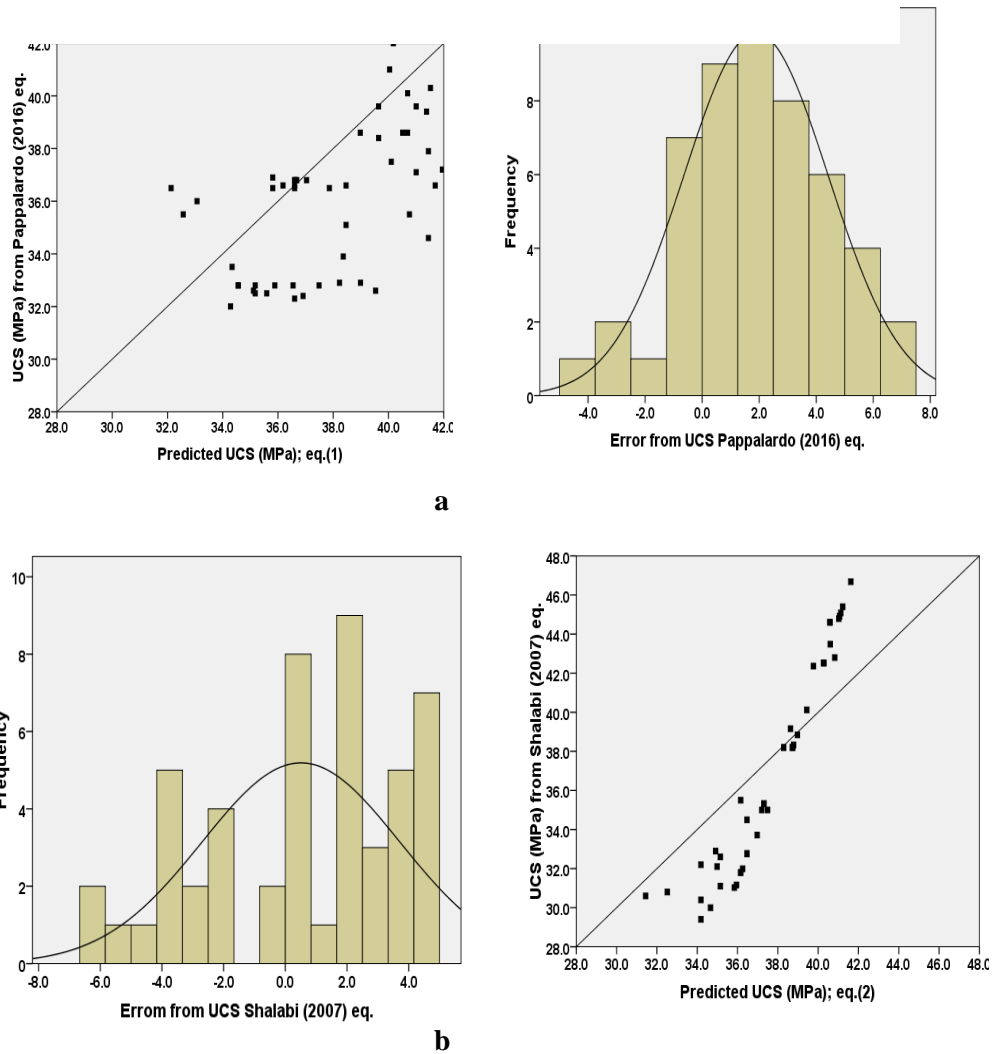 UCS (MPa) from Pappalardo (2016) eq.
42.0
40.0
38.0
36.0
34.0
32.0
30.0
28.0
28.0 30.0 32.0 34.0 36.0 38.0 40.0 42.0
Predicted UCS (MPa); eq.(1)
Frequency
8
6
4
2
0
-4.0 -2.0 0.0 2.0 4.0 6.0 8.0
Error from UCS Pappalardo (2016) eq.
a
Frequency
10
8
6
4
2
0
-8.0 -6.0 -4.0 -2.0 0.0 2.0 4.0
Errom from UCS Shalabi (2007) eq.
UCS (MPa) from Shalabi (2007) eq.
48.0
46.0
44.0
42.0
40.0
38.0
36.0
34.0
32.0
30.0
28.0
28.0 30.0 32.0 34.0 36.0 38.0 40.0 42.0 44.0 46.0 48.0
Predicted UCS (MPa); eq.(2)
b